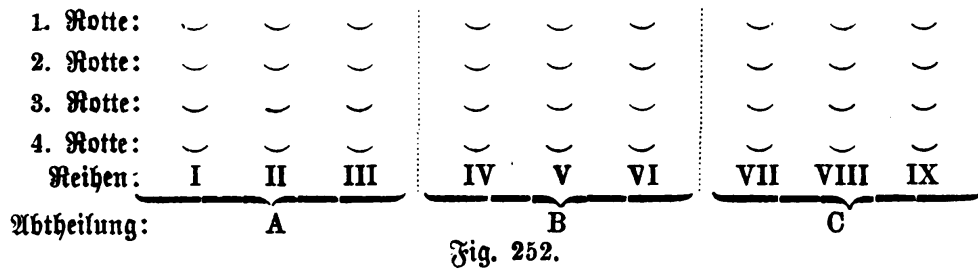 1. Rotte:
2. Rotte:
3. Rotte:
4. Rotte:
Reihen: I II III IV V VI VII VIII IX
Abtheilung: A B C
Fig. 252.